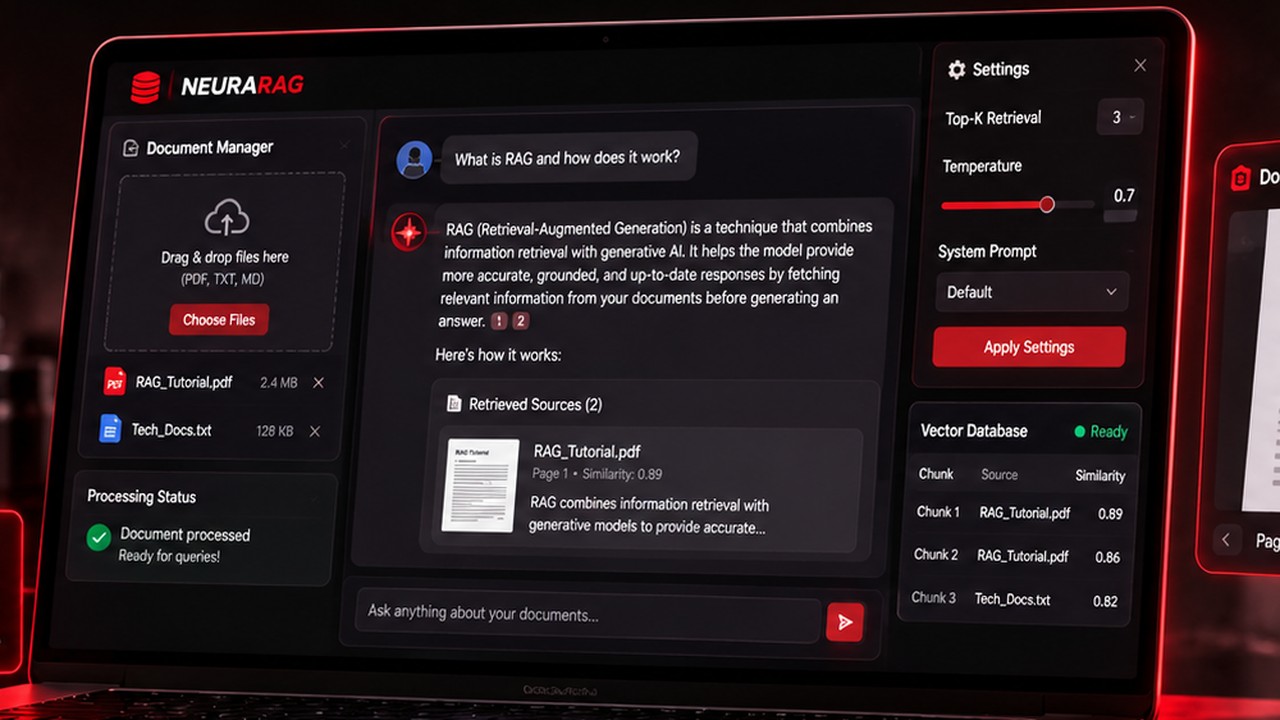 NEURARAG
Document Manager
Drag & drop files here
(PDF, TXT, MD)
Choose Files
PDF
RAG_Tutorial.pdf 2.4 MB
Tech_Docs.txt 128 KB
Processing Status
Document processed
Ready for queries!
What is RAG and how does it work?
RAG (Retrieval-Augmented Generation) is a technique that combines
information retrieval with generative AI. It helps the model provide
more accurate, grounded, and up-to-date responses by fetching
relevant information from your documents before generating an
answer. ! 2
Here's how it works:
Retrieved Sources (2)
RAG Tutorial
RAG_Tutorial.pdf
Page 1 • Similarity: 0.89
RAG combines information retrieval with
generative models to provide accurate...
Ask anything about your documents...
Settings
Top-K Retrieval 3
Temperature
0.7
System Prompt
Default
Apply Settings
Vector Database Ready
Chunk Source Similarity
Chunk 1 RAG_Tutorial.pdf 0.89
Chunk 2 RAG_Tutorial.pdf 0.86
Chunk 3 Tech_Docs.txt 0.82
Do
Pag